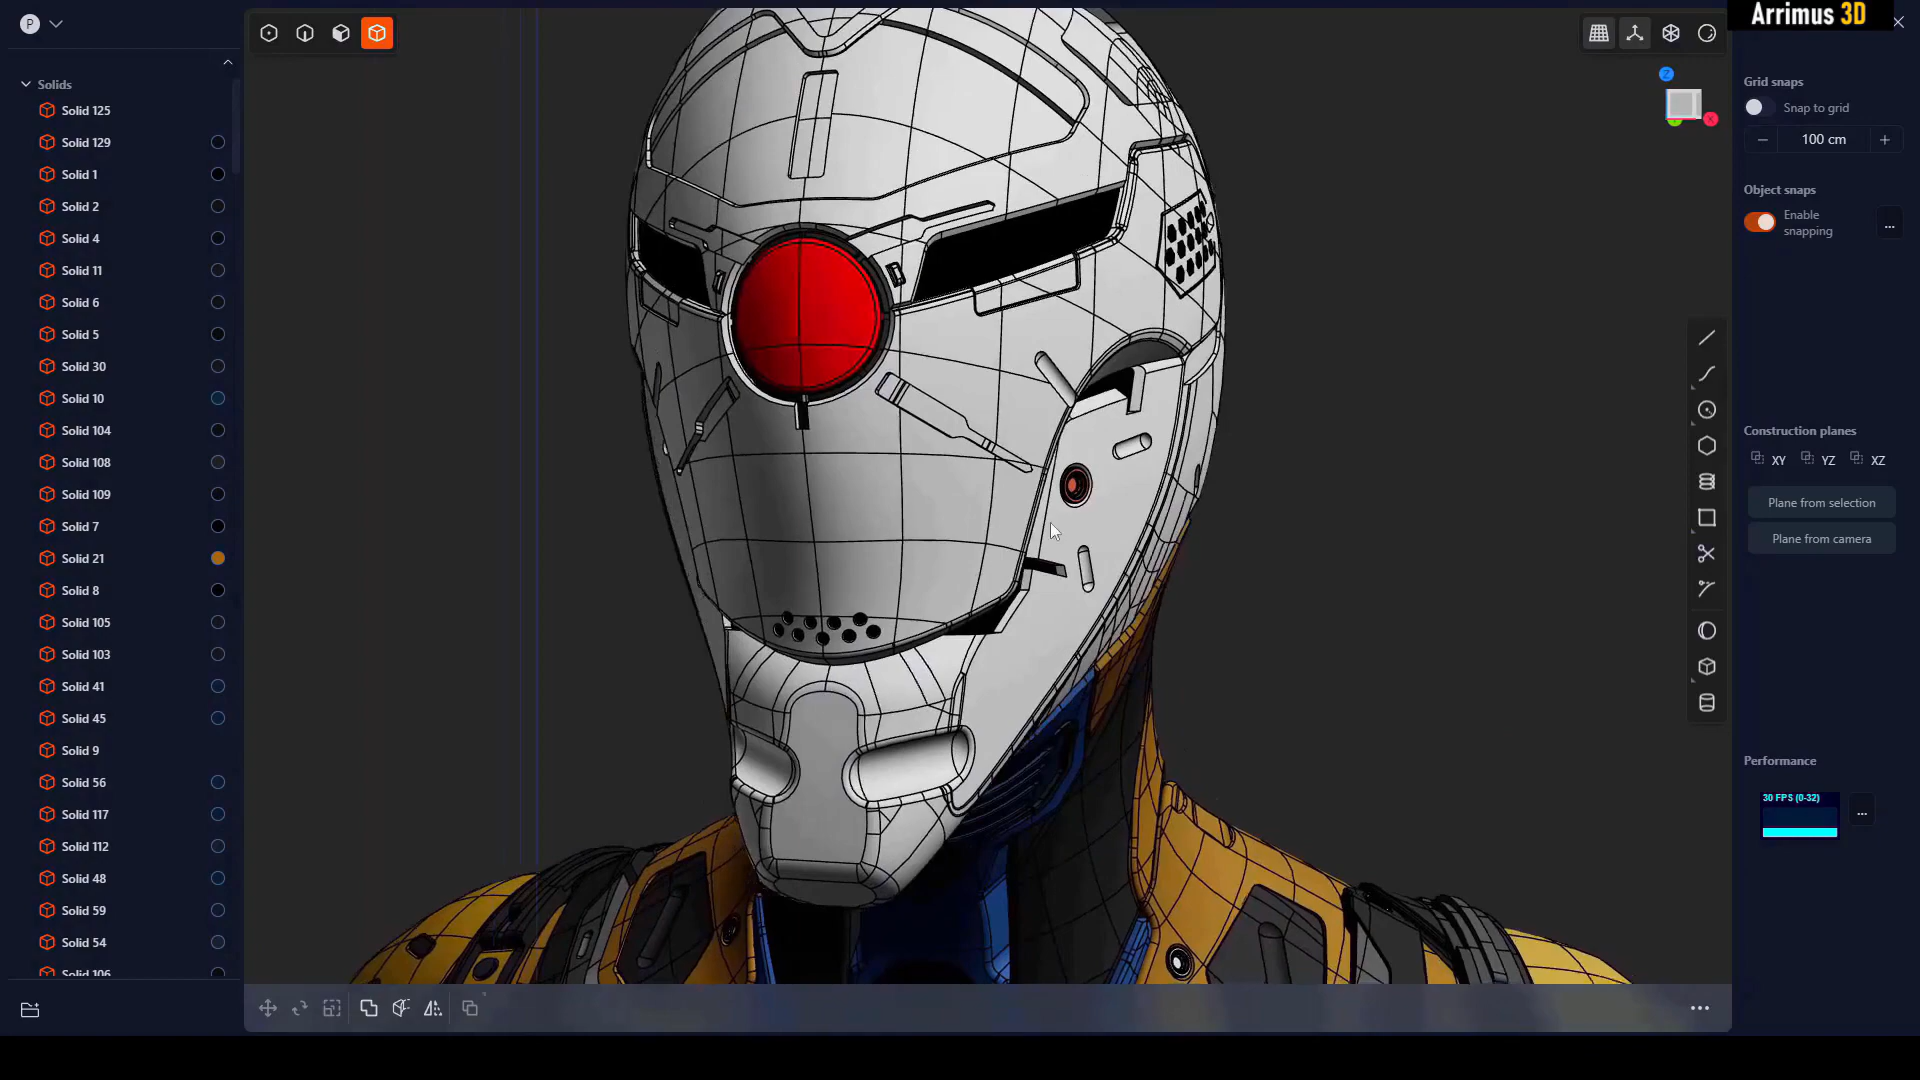 P
Arrimus 3D
Solids
Solid 125
Solid 129
Solid 1
Solid 2
Solid 4
Solid 11
Solid 6
Solid 5
Solid 30
Solid 10
Solid 104
Solid 108
Solid 109
Solid 7
Solid 21
Solid 8
Solid 105
Solid 103
Solid 41
Solid 45
Solid 9
Solid 56
Solid 117
Solid 112
Solid 48
Solid 59
Solid 54
Solid 106
Z
X
Grid snaps
Snap to grid
100 cm
Object snaps
Enable
snapping
...
Construction planes
XY YZ XZ
Plane from selection
Plane from camera
Performance
30 FPS (0-32)
...